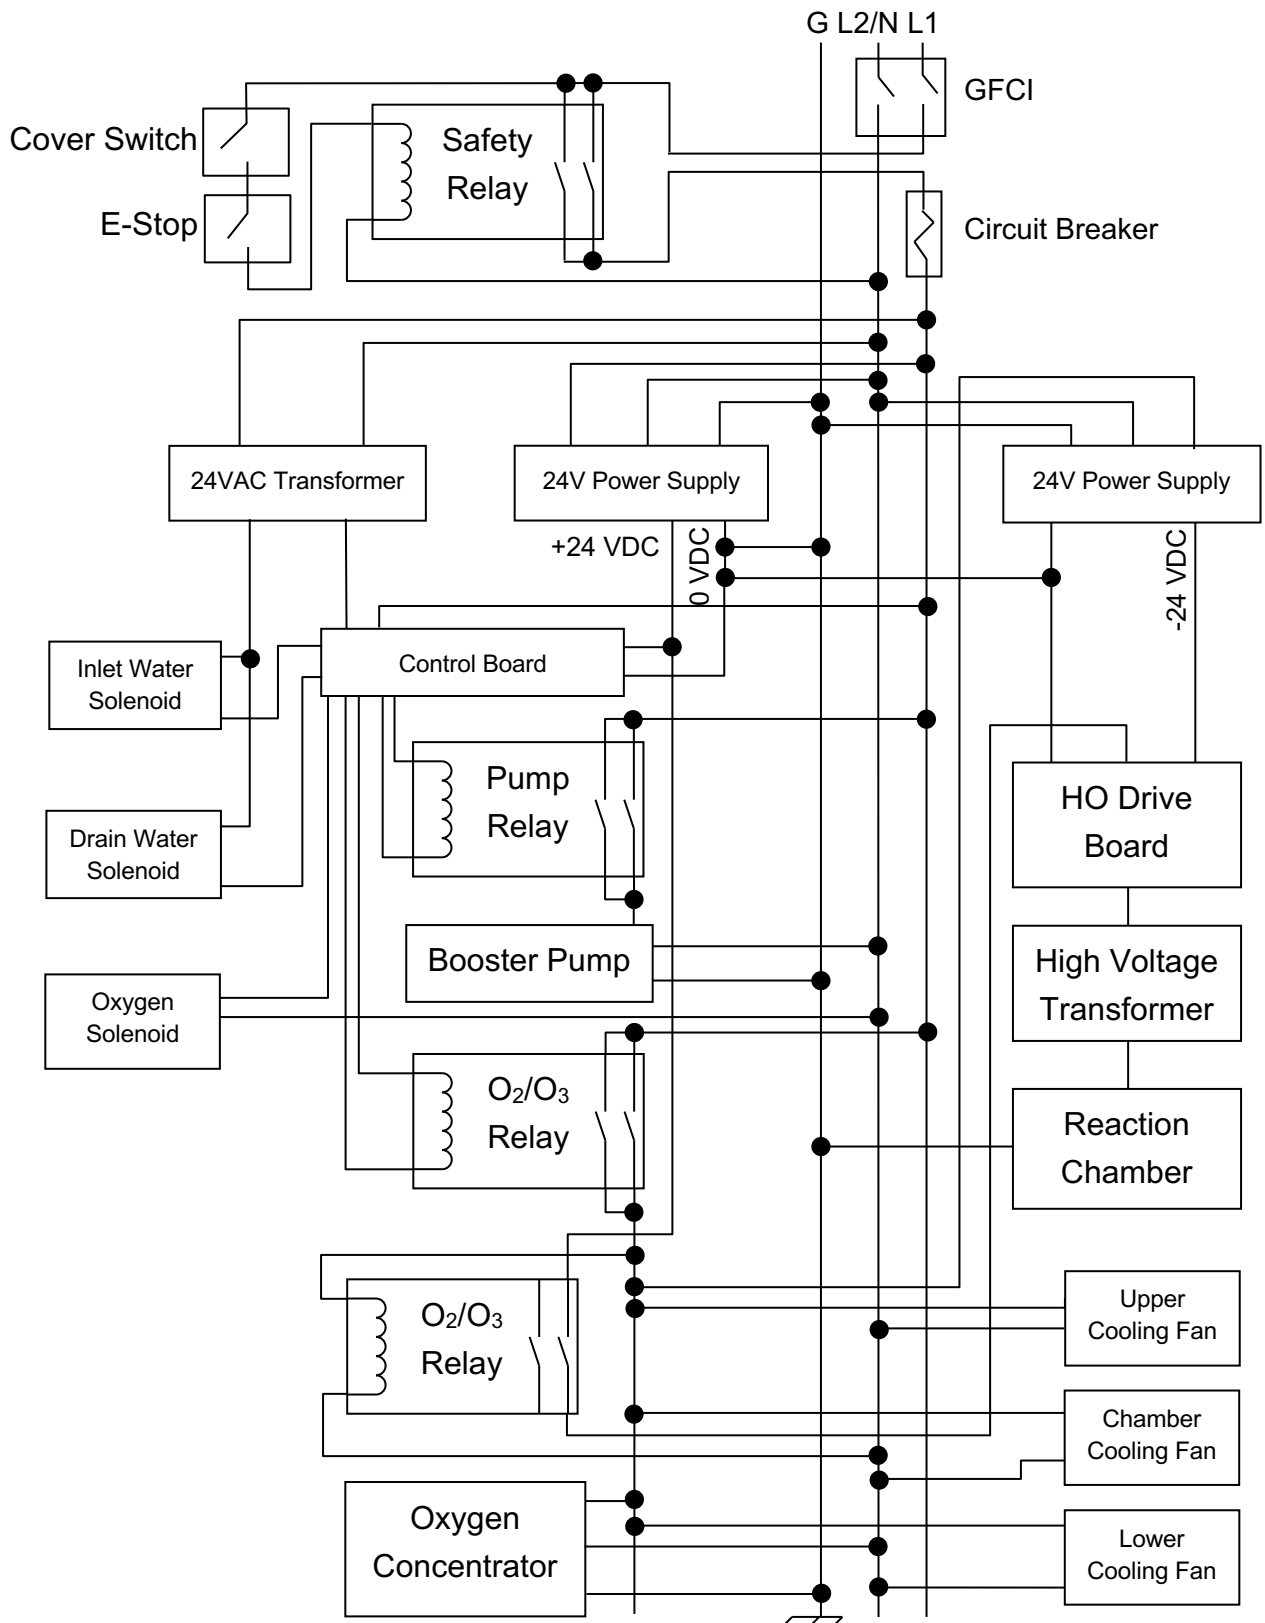 G L2/N L1
GFCI
Cover Switch
Safety
Relay
E-Stop
Circuit Breaker
24VAC Transformer
24V Power Supply
24V Power Supply
+24 VDC
0 VDC
-24 VDC
Inlet Water
Solenoid
Control Board
Pump
Relay
HO Drive
Board
Drain Water
Solenoid
Booster Pump
High Voltage
Transformer
Oxygen
Solenoid
O₂/O₃
Relay
Reaction
Chamber
O₂/O₃
Relay
Upper
Cooling Fan
Chamber
Cooling Fan
Oxygen
Concentrator
Lower
Cooling Fan